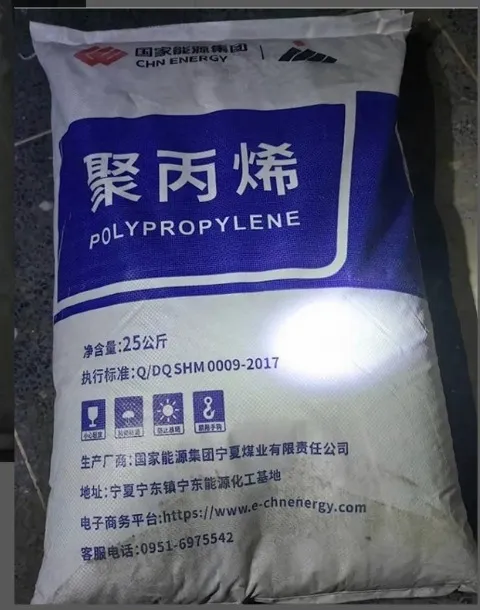 国家能源集团
CHN ENERGY
聚丙烯
POLYPROPYLENE
净含量:25公斤
执行标准:Q/DQSHM 0009-2017
生产厂商:国家能源集团宁夏煤业有限责任公司
地址:宁夏宁东镇宁东能源化工基地
电子商务平台:https://www.e-chnenergy.com
客服电话:0951-6975542